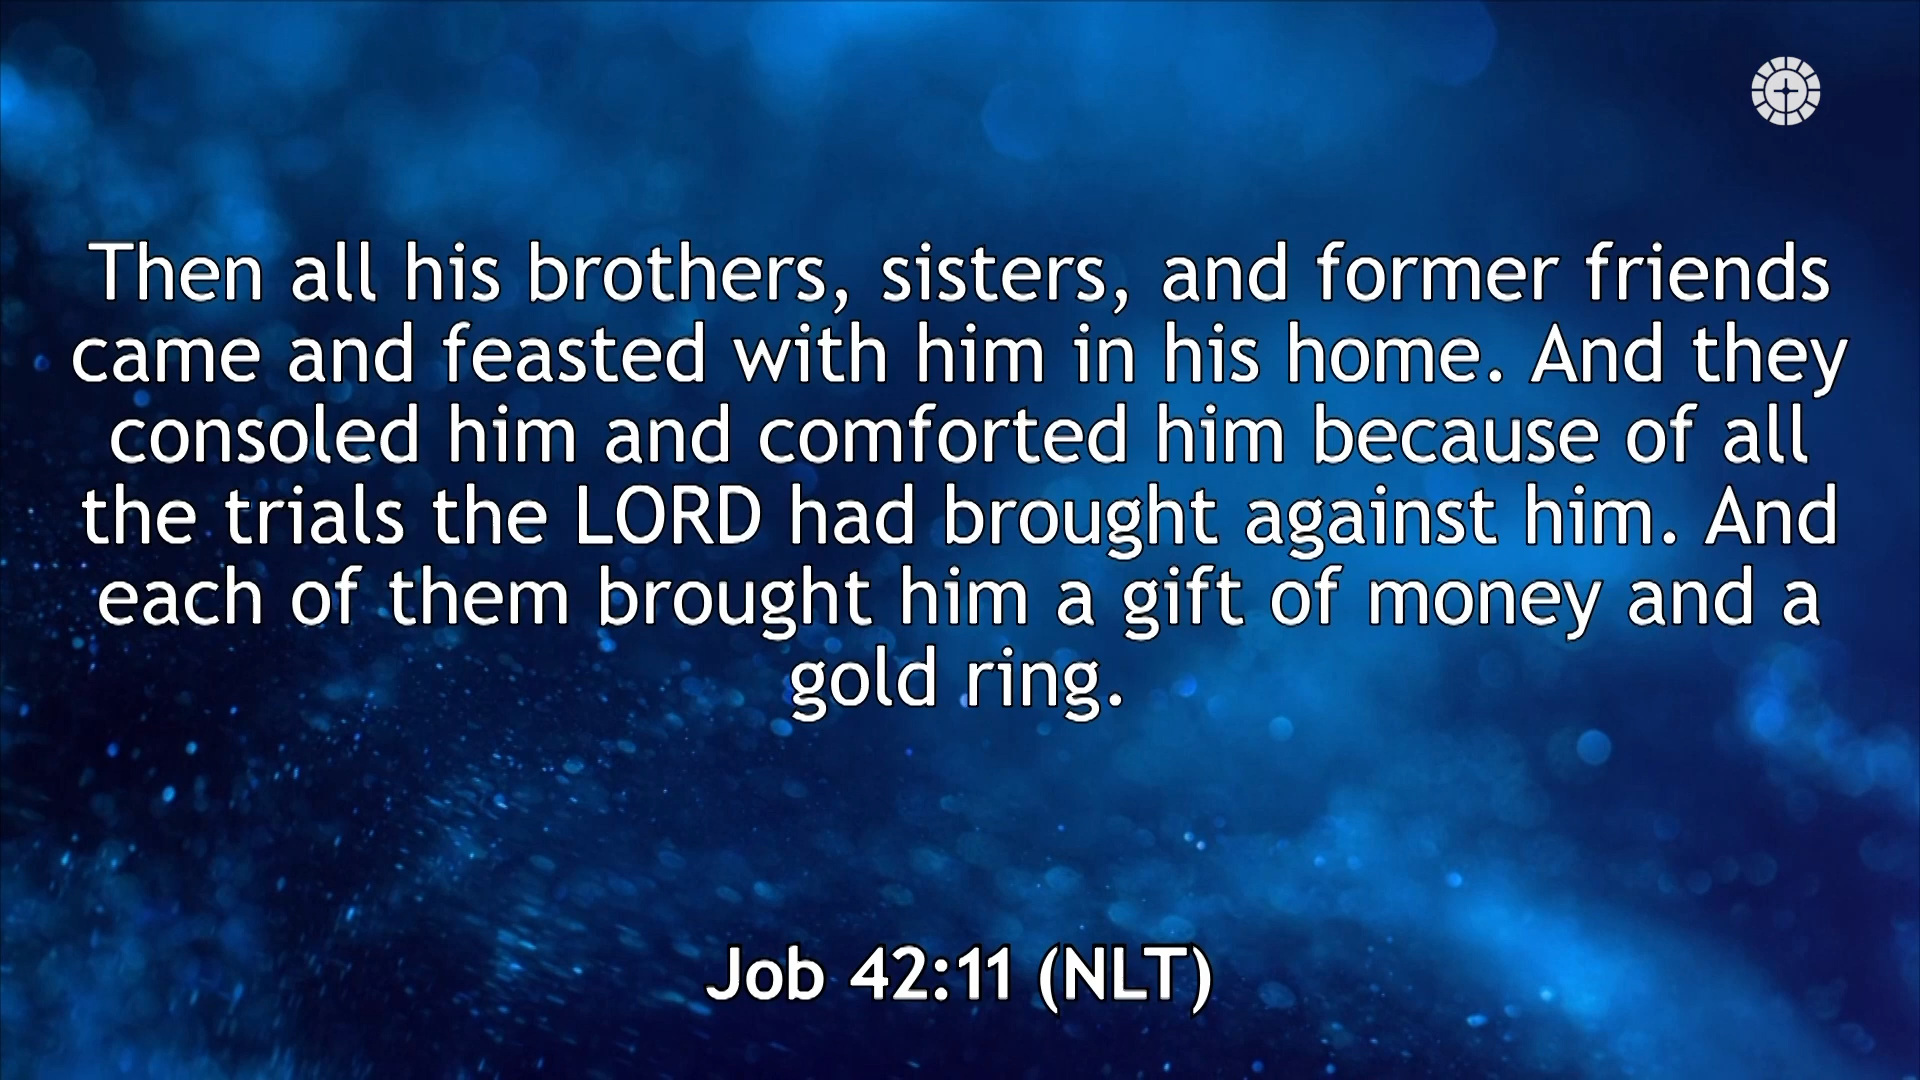 Then all his brothers, sisters, and former friends
came and feasted with him in his home. And they
consoled him and comforted him because of all
the trials the LORD had brought against him. And
each of them brought him a gift of money and a
gold ring.
Job 42:11 (NLT)